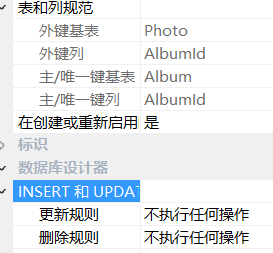 表和列规范
外键基表 Photo
外键列 AlbumId
主/唯一键基表 Album
主/唯一键列 AlbumId
在创建或重新启用 是
标识
数据库设计器
INSERT 和 UPDAT
更新规则 不执行任何操作
删除规则 不执行任何操作